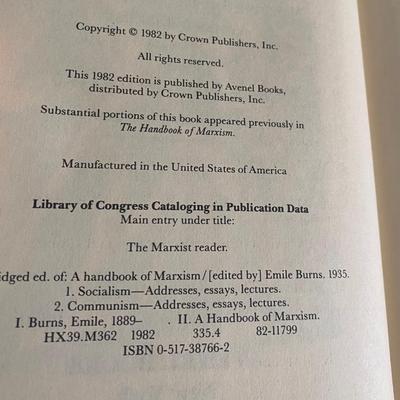 Copyright © 1982 by Crown Publishers, Inc.
All rights reserved.
This 1982 edition is published by Avenel Books,
distributed by Crown Publishers, Inc.
Substantial portions of this book appeared previously in
The Handbook of Marxism.
Manufactured in the United States of America
Library of Congress Cataloging in Publication Data
Main entry under title:
The Marxist reader.
idged ed. of: A handbook of Marxism/[edited by] Emile Burns. 1935.
1. Socialism—Addresses, essays, lectures.
2. Communism—Addresses, essays, lectures.
I. Burns, Emile, 1889– . II. A Handbook of Marxism.
HX39.M362 1982 335.4 82-11799
ISBN 0-517-38766-2